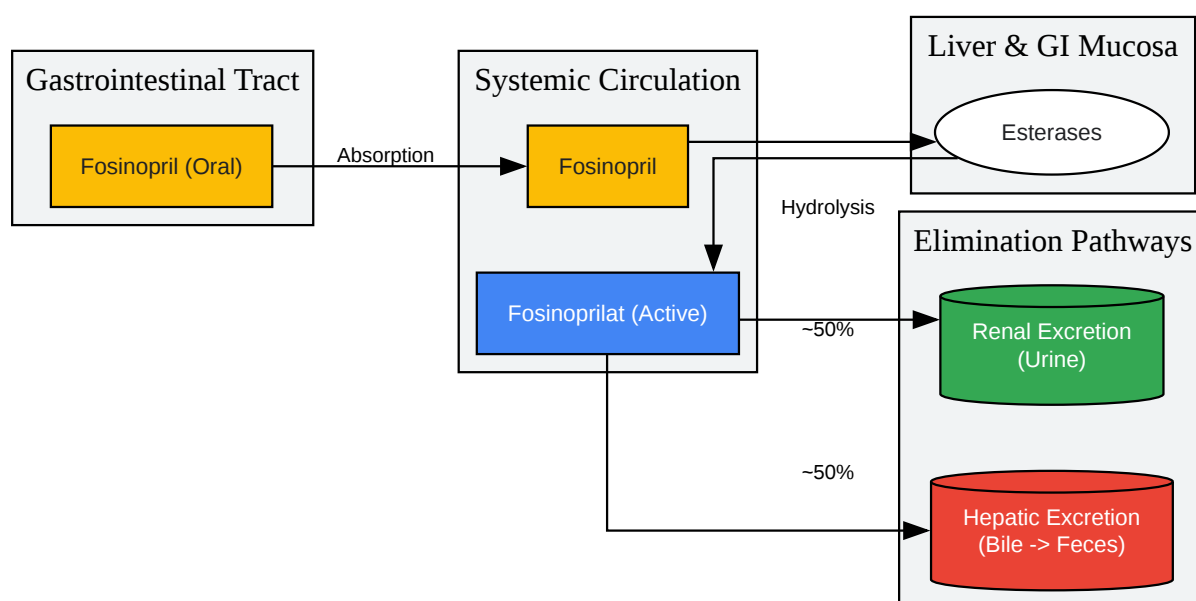 Gastrointestinal Tract
Fosinopril (Oral)
Absorption
Systemic Circulation
Fosinopril
Fosinoprilat (Active)
Liver & GI Mucosa
Esterases
Hydrolysis
Elimination Pathways
~50%
Renal Excretion
(Urine)
~50%
Hepatic Excretion
(Bile -> Feces)